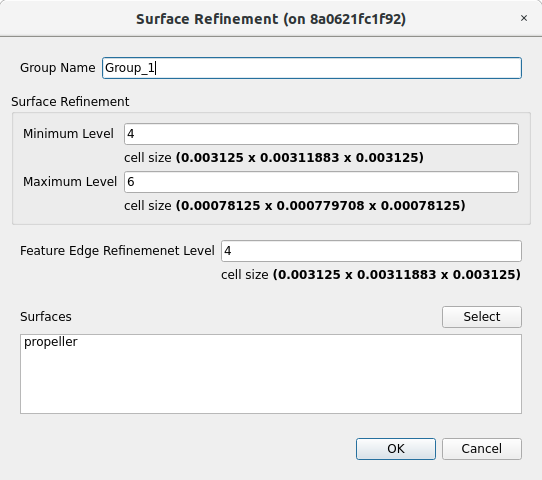 Surface Refinement (on 8a0621fc1f92)
×
Group Name Group_1
Surface Refinement
Minimum Level 4
cell size (0.003125 x 0.00311883 x 0.003125)
Maximum Level 6
cell size (0.00078125 x 0.000779708 x 0.00078125)
Feature Edge Refinemenet Level 4
cell size (0.003125 x 0.00311883 x 0.003125)
Surfaces Select
propeller
OK Cancel